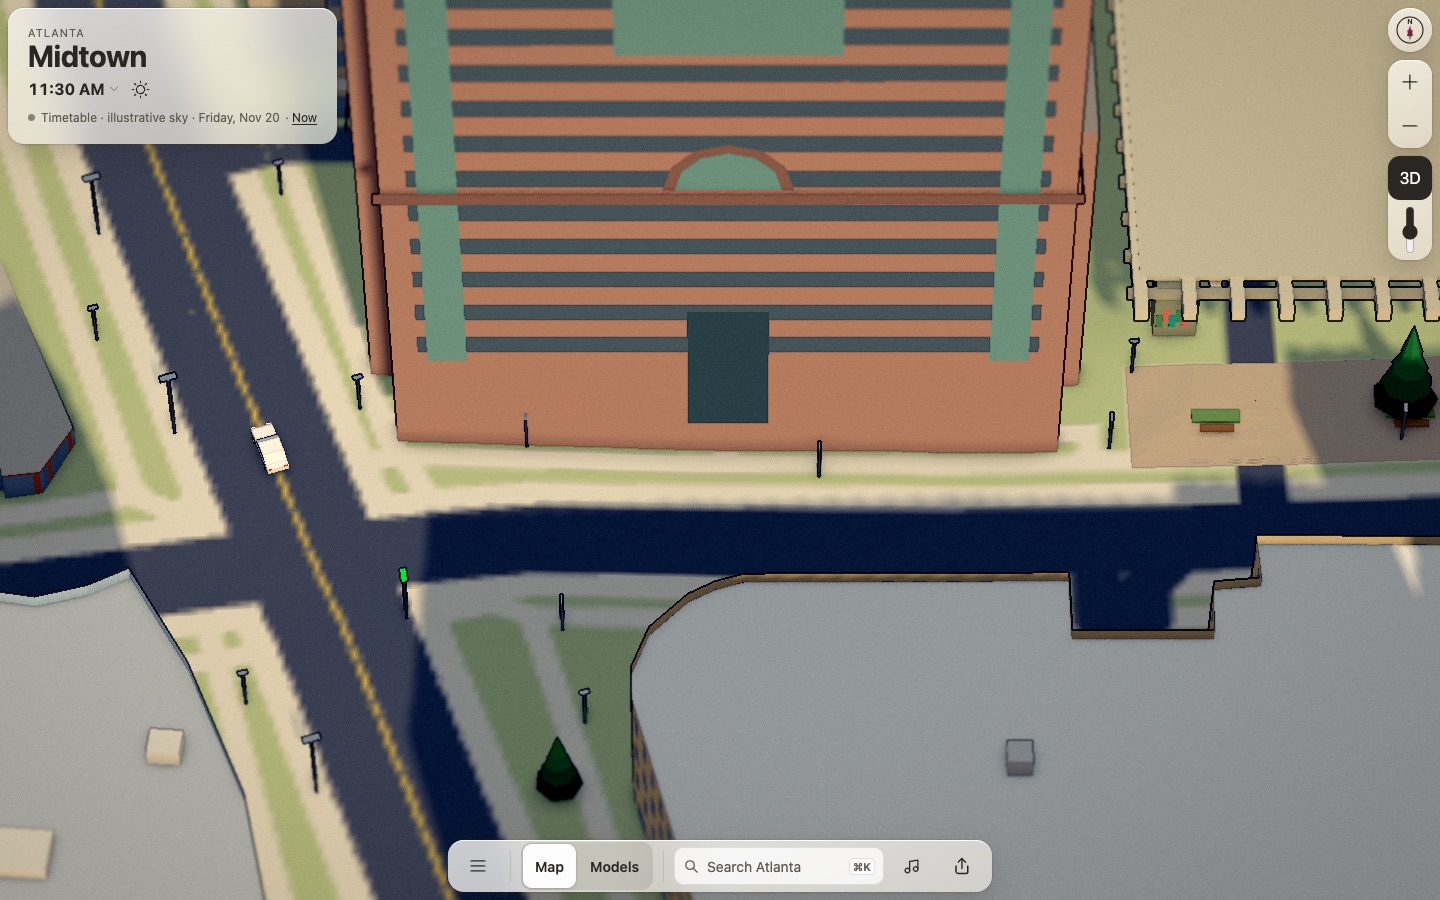 ATLANTA
Midtown
11:30 AM
Timetable · illustrative sky · Friday, Nov 20 · Now
N
3D
Map
Models
Search Atlanta
⌘K